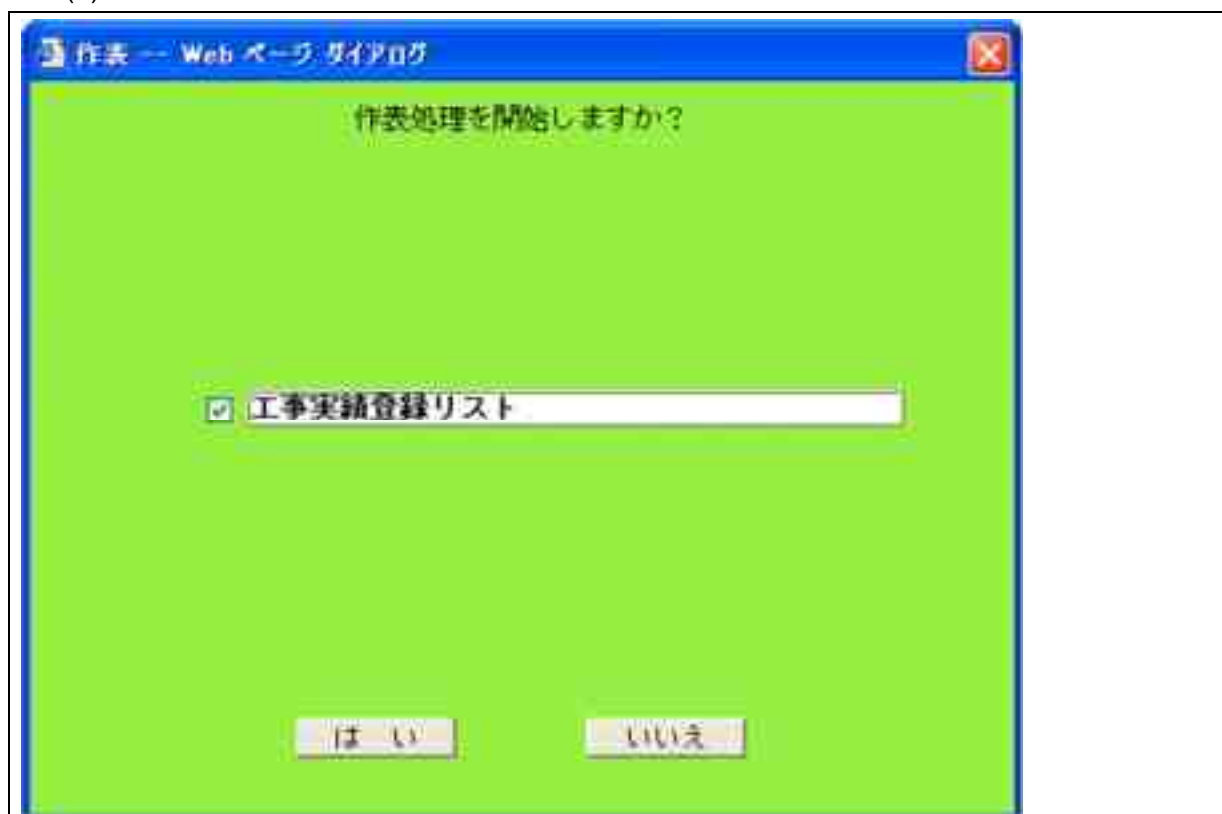 作表 -- Web ページ ダイアログ
作表処理を開始しますか?
工事実績登録リスト
は い
いいえ